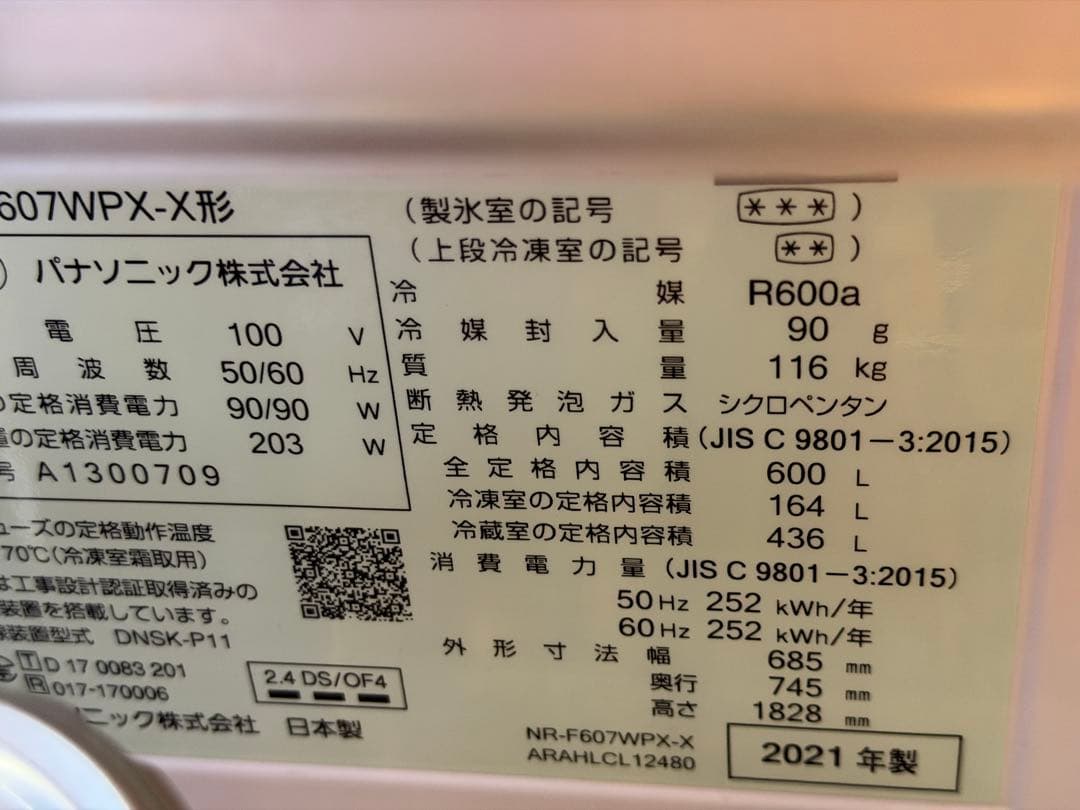 607WPX-X形
パナソニック株式会社
電圧 100 V
周波数 50/60 Hz
の定格消費電力 90/90 W
の定格消費電力 203 W
号 A1300709
ューズの定格動作温度
70℃(冷凍室霜取用)
は工事設計認証取得済みの
装置を搭載しています。
装置型式 DNSK-P11
T D 17 0083 201
R 017-170006
2.4 DS/OF4
ニック株式会社 日本製
(製氷室の記号 ***)
(上段冷凍室の記号 **)
冷媒 R600a
冷媒封入量 90 g
質量 116 kg
断熱発泡ガス シクロペンタン
定格内容積(JIS C 9801-3:2015)
全定格内容積 600 L
冷凍室の定格内容積 164 L
冷蔵室の定格内容積 436 L
消費電力量(JIS C 9801-3:2015)
50Hz 252 kWh/年
60Hz 252 kWh/年
外形寸法幅 685 mm
奥行 745 mm
高さ 1828 mm
NR-F607WPX-X
ARAHLCL12480
2021年製